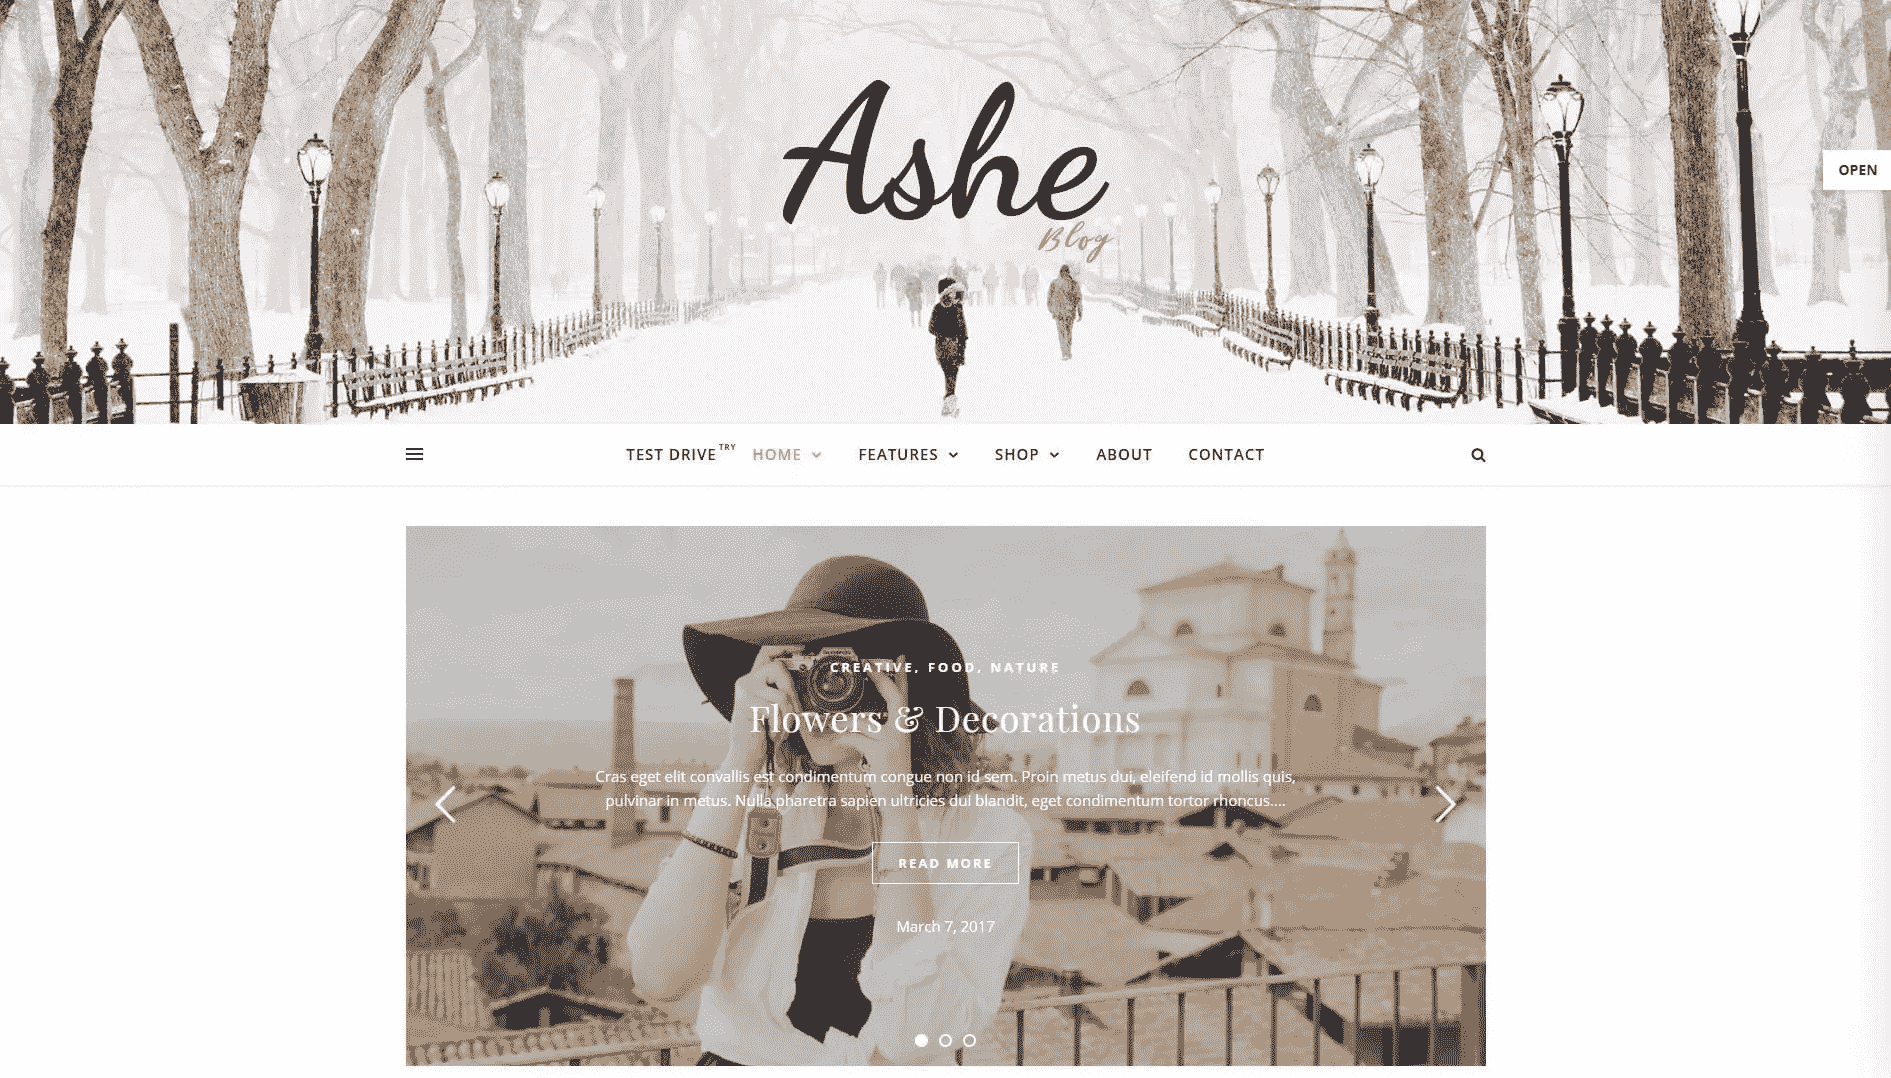 Ashe
Blog
OPEN
TEST DRIVE TRY HOME FEATURES SHOP ABOUT CONTACT
CREATIVE, FOOD, NATURE
Flowers & Decorations
Cras eget elit convallis est condimentum congue non id sem. Proin metus dui, eleifend id mollis quis,
pulvinar in metus. Nulla pharetra sapien ultricies dui blandit, eget condimentum tortor rhoncus....
READ MORE
March 7, 2017